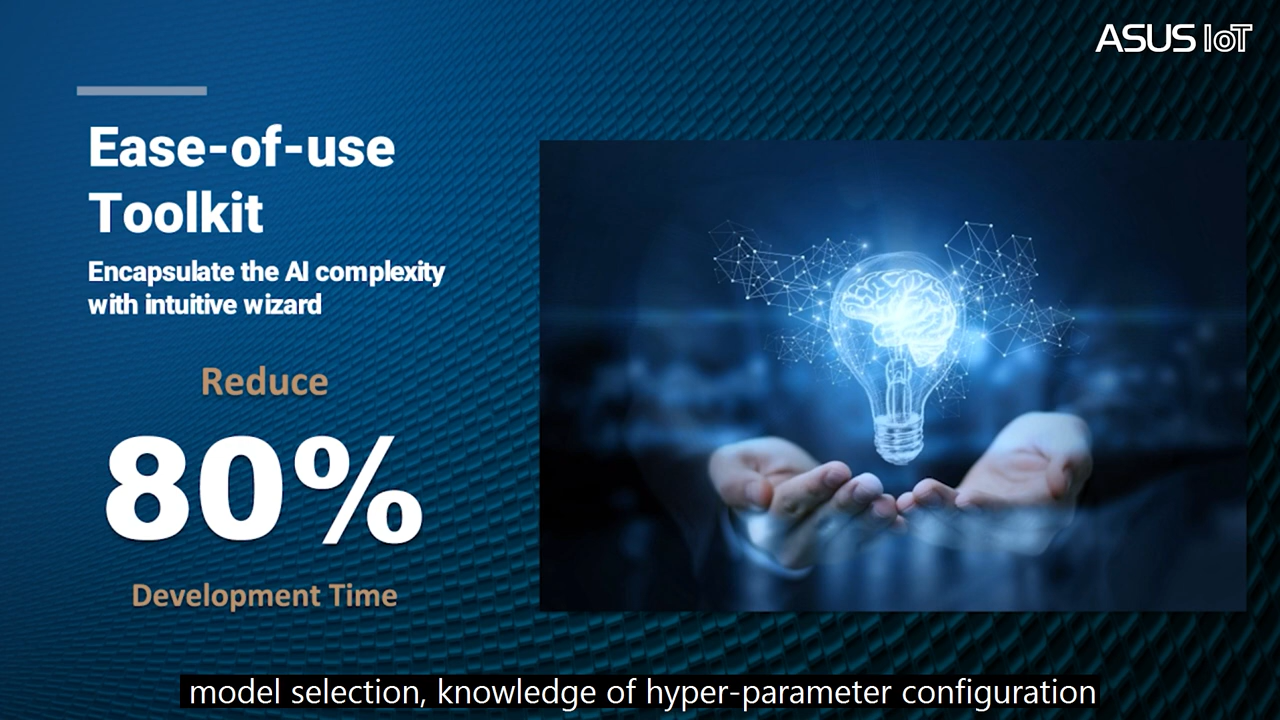 ASUS IoT
Ease-of-use
Toolkit
Encapsulate the AI complexity
with intuitive wizard
Reduce
80%
Development Time
model selection, knowledge of hyper-parameter configuration